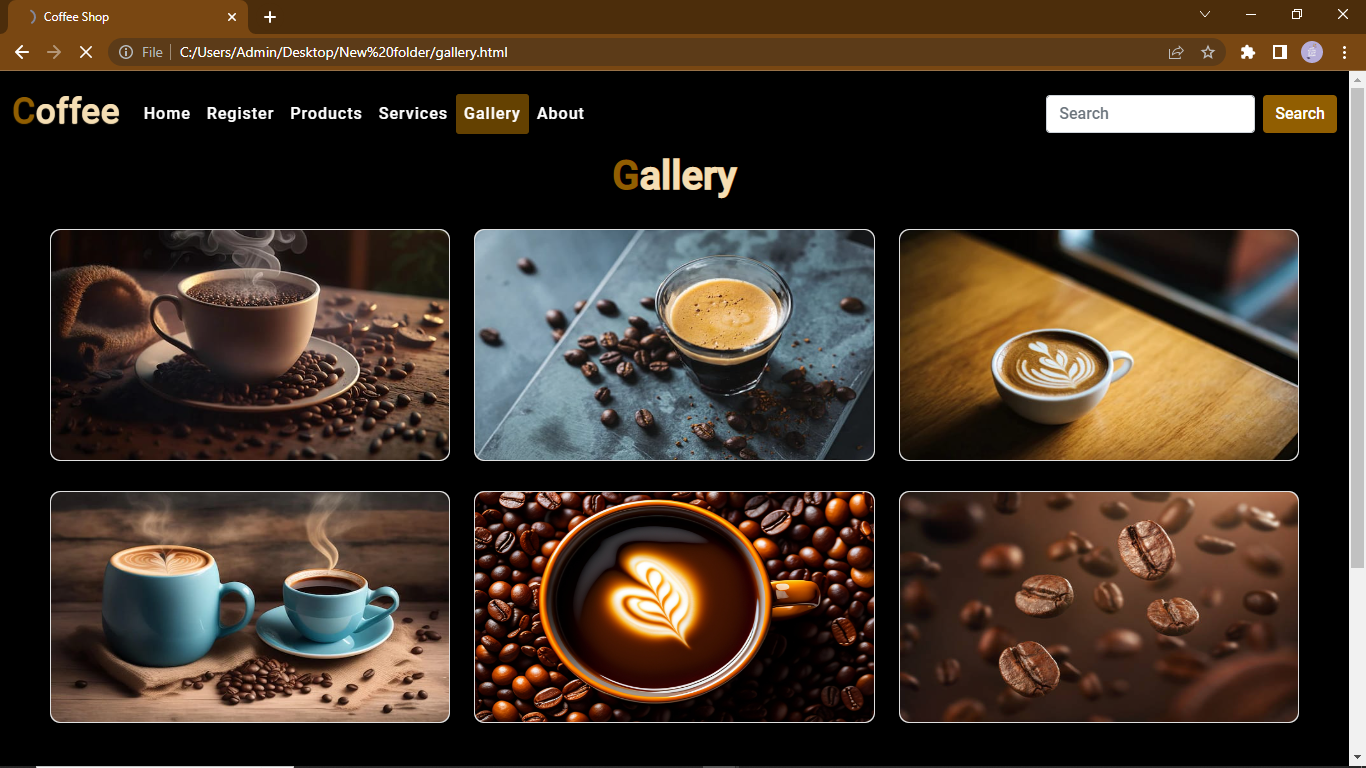 Coffee Shop
File C:/Users/Admin/Desktop/New%20folder/gallery.html
Coffee Home Register Products Services Gallery About Search Search
Gallery